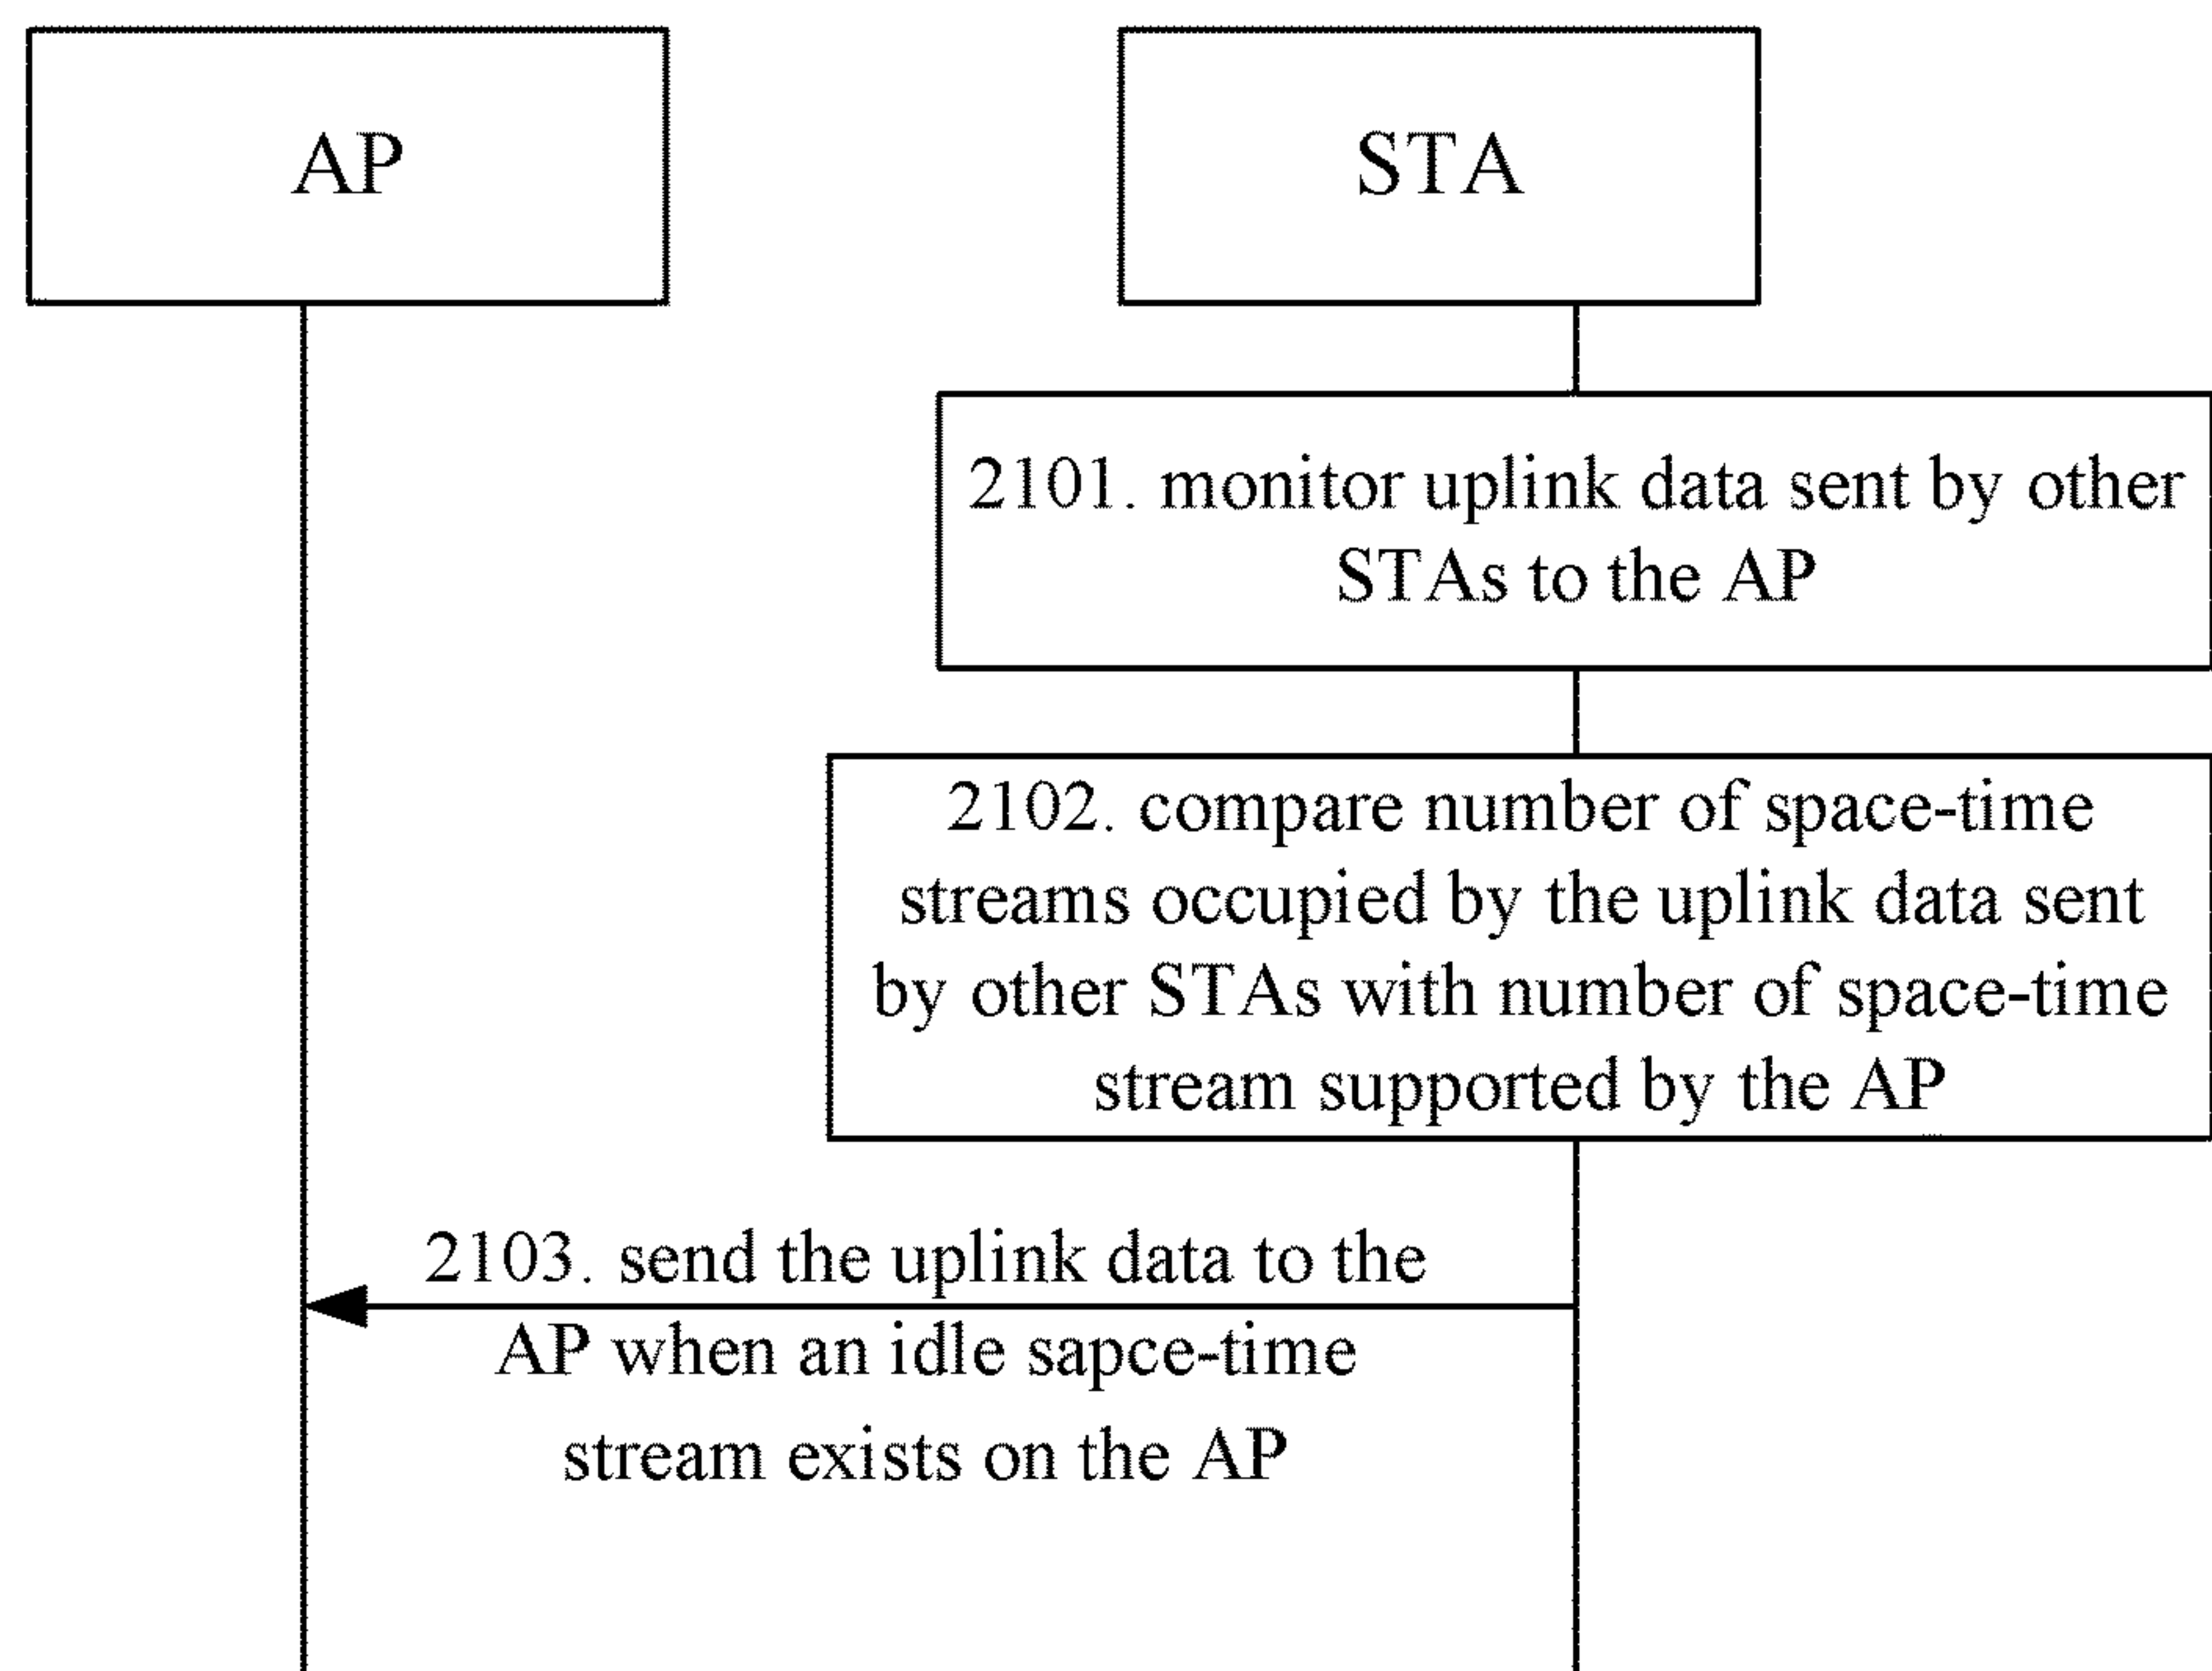 AP
STA
2101. monitor uplink data sent by other
STAs to the AP
2102. compare number of space-time
streams occupied by the uplink data sent
by other STAs with number of space-time
stream supported by the AP
2103. send the uplink data to the
AP when an idle sapce-time
stream exists on the AP